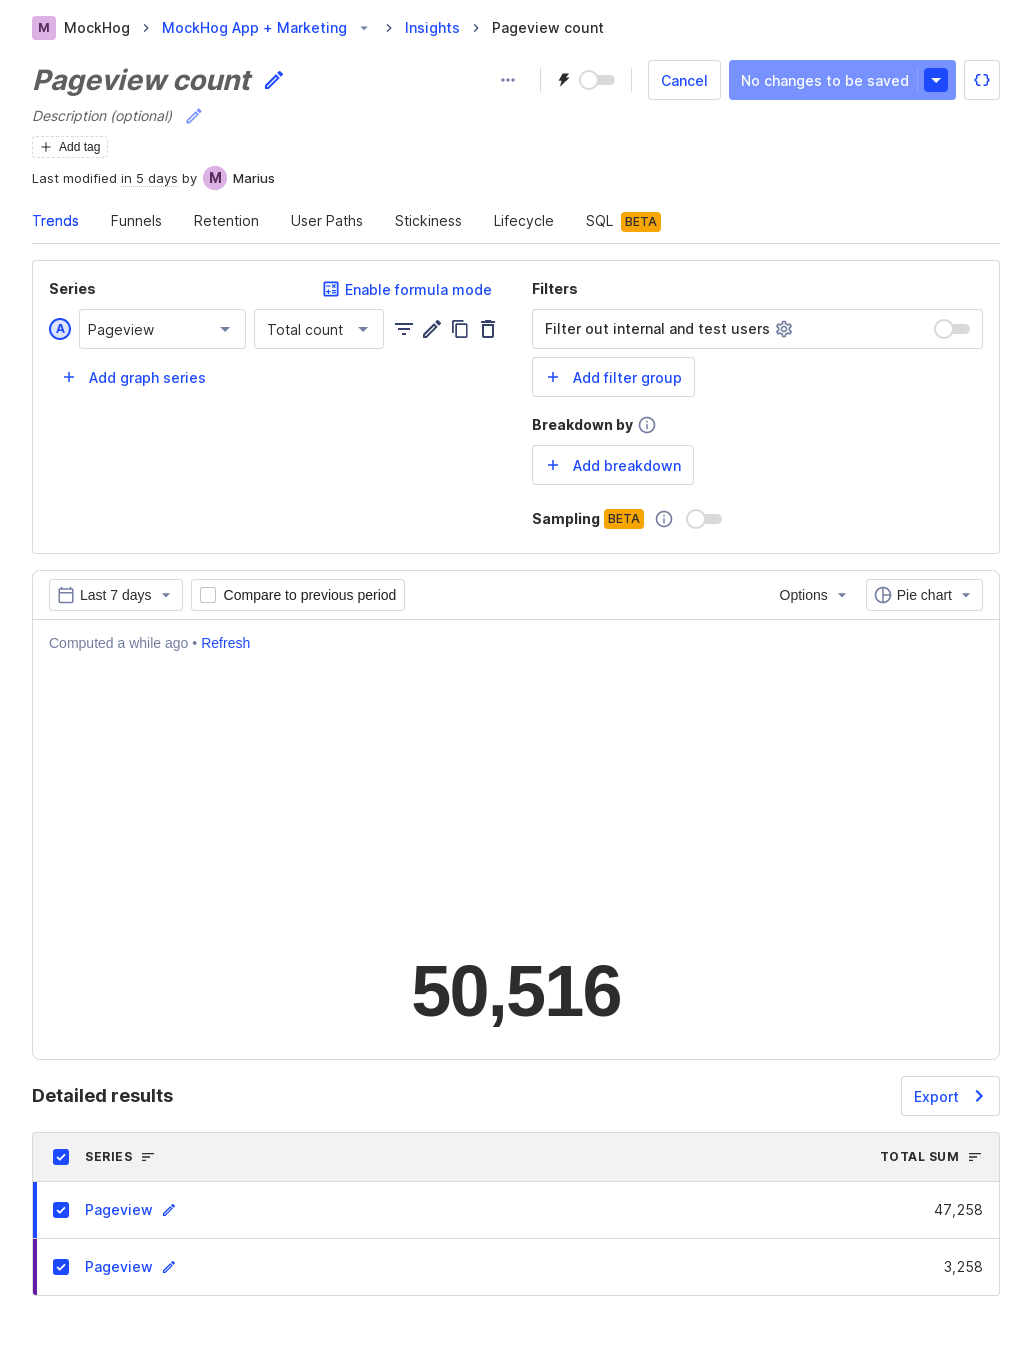 M MockHog > MockHog App + Marketing > Insights > Pageview count
Pageview count
Cancel No changes to be saved {}
Description (optional)
+ Add tag
Last modified in 5 days by M Marius
Trends Funnels Retention User Paths Stickiness Lifecycle SQL BETA
Series Enable formula mode
A Pageview Total count
+ Add graph series
Filters
Filter out internal and test users
+ Add filter group
Breakdown by
+ Add breakdown
Sampling BETA
Last 7 days Compare to previous period Options Pie chart
Computed a while ago • Refresh
50,516
Detailed results Export
SERIES TOTAL SUM
Pageview 47,258
Pageview 3,258